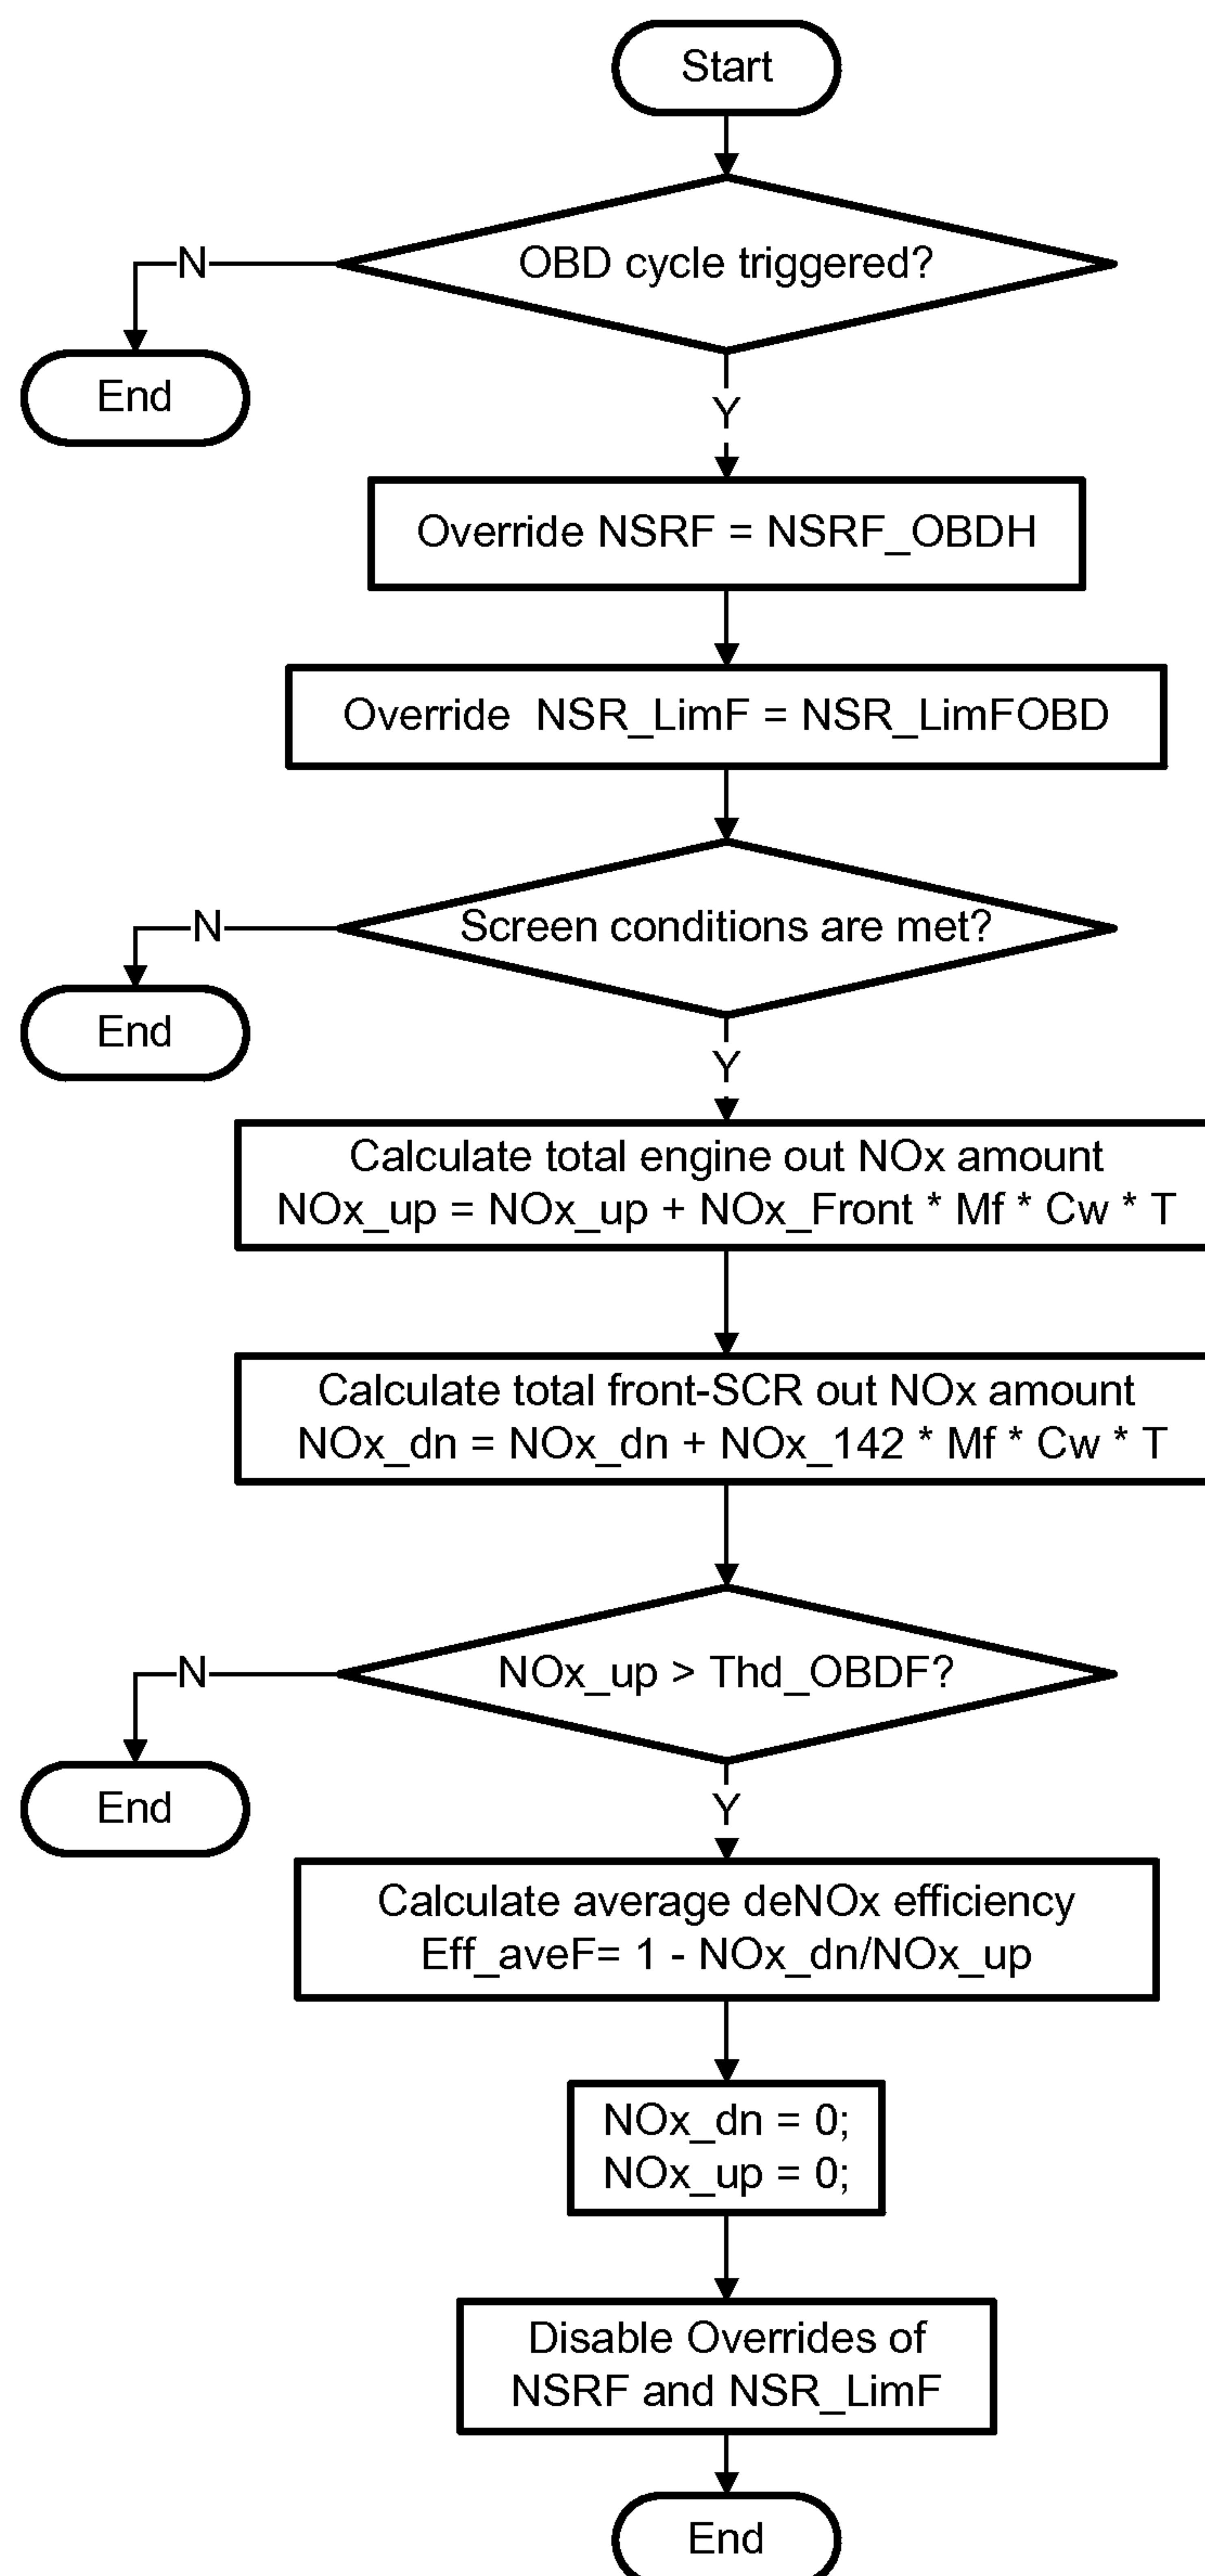 Start
OBD cycle triggered?
N
End
Y
Override NSRF = NSRF_OBDH
Override NSR_LimF = NSR_LimFOBD
Screen conditions are met?
N
End
Y
Calculate total engine out NOx amount
NOx_up = NOx_up + NOx_Front * Mf * Cw * T
Calculate total front-SCR out NOx amount
NOx_dn = NOx_dn + NOx_142 * Mf * Cw * T
NOx_up > Thd_OBDF?
N
End
Y
Calculate average deNOx efficiency
Eff_aveF= 1 - NOx_dn/NOx_up
NOx_dn = 0;
NOx_up = 0;
Disable Overrides of
NSRF and NSR_LimF
End